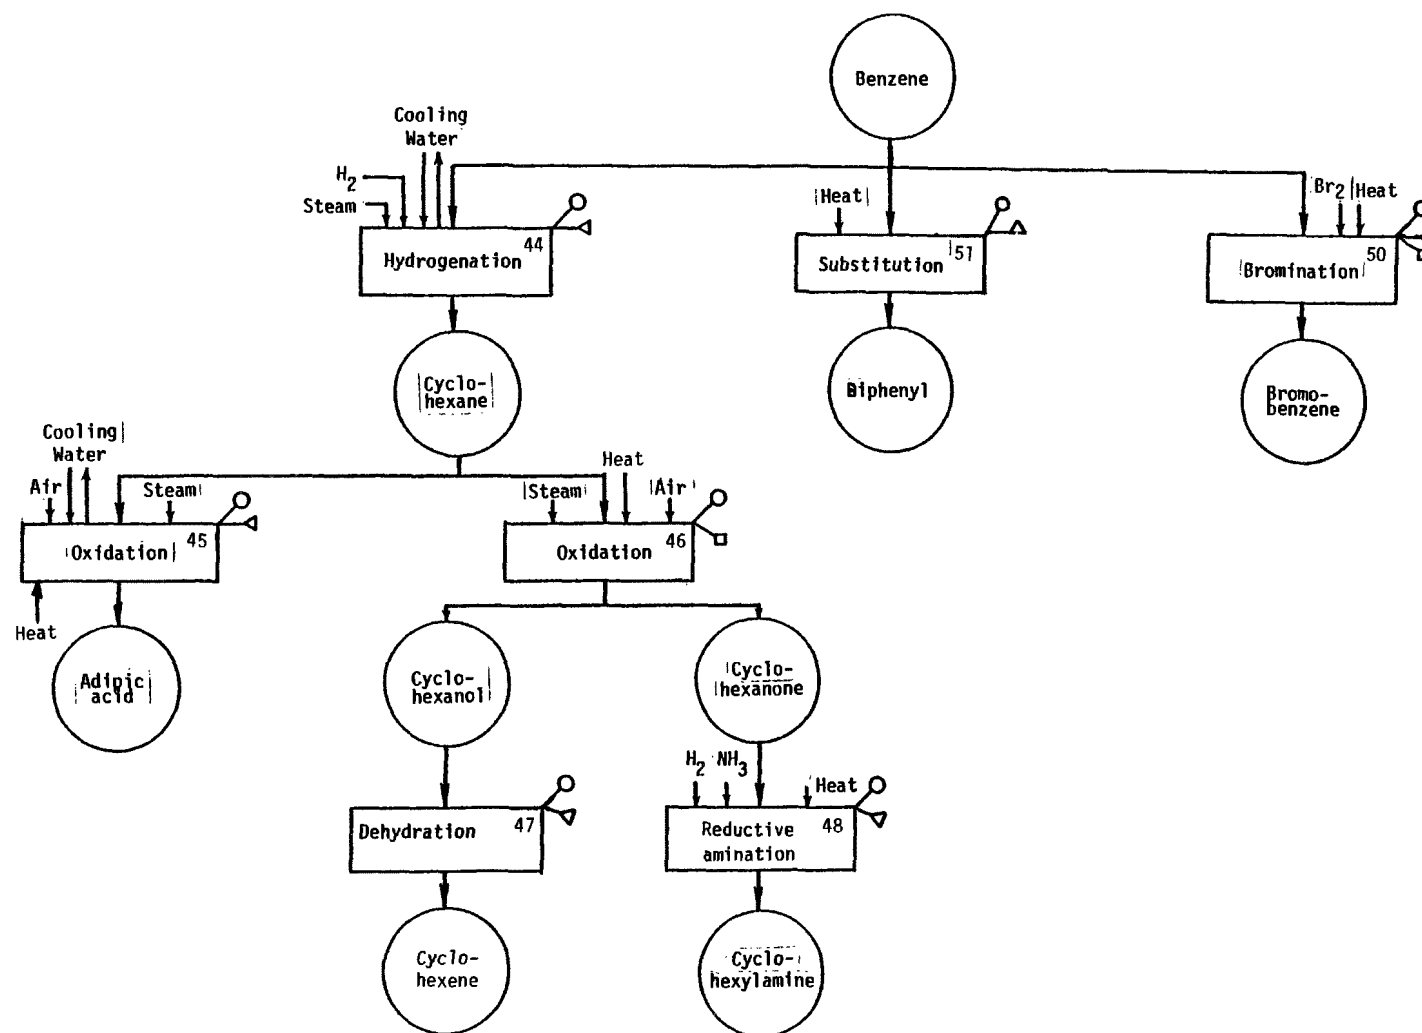 Benzene
Cooling
Water
H2
Steam
Hydrogenation 44
Heat
Substitution 51
Br2 Heat
Bromination 50
Cyclo-
hexane
Biphenyl
Bromo-
benzene
Cooling
Water
Air
Steam
Oxidation 45
Heat
Steam
Heat
Air
Oxidation 46
Adipic
acid
Cyclo-
hexanol
Cyclo-
hexanone
Dehydration 47
H2 NH3
Heat
Reductive 48
amination
Cyclo-
hexene
Cyclo-
hexylamine